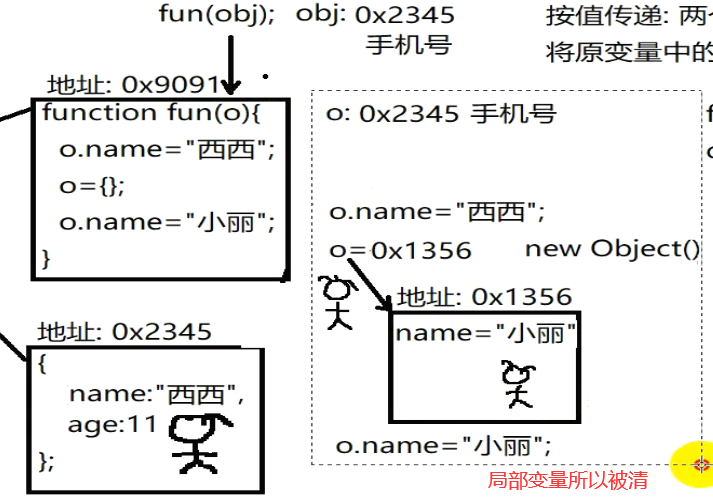 fun(obj); obj: 0x2345
手机号
按值传递: 两
将原变量中的
地址: 0x9091
function fun(o){
o.name="西西";
o={};
o.name="小丽";
}
地址: 0x2345
{
name:"西西",
age:11
};
o: 0x2345 手机号
o.name="西西";
o=0x1356 new Object()
地址: 0x1356
name="小丽"
o.name="小丽";
局部变量所以被清